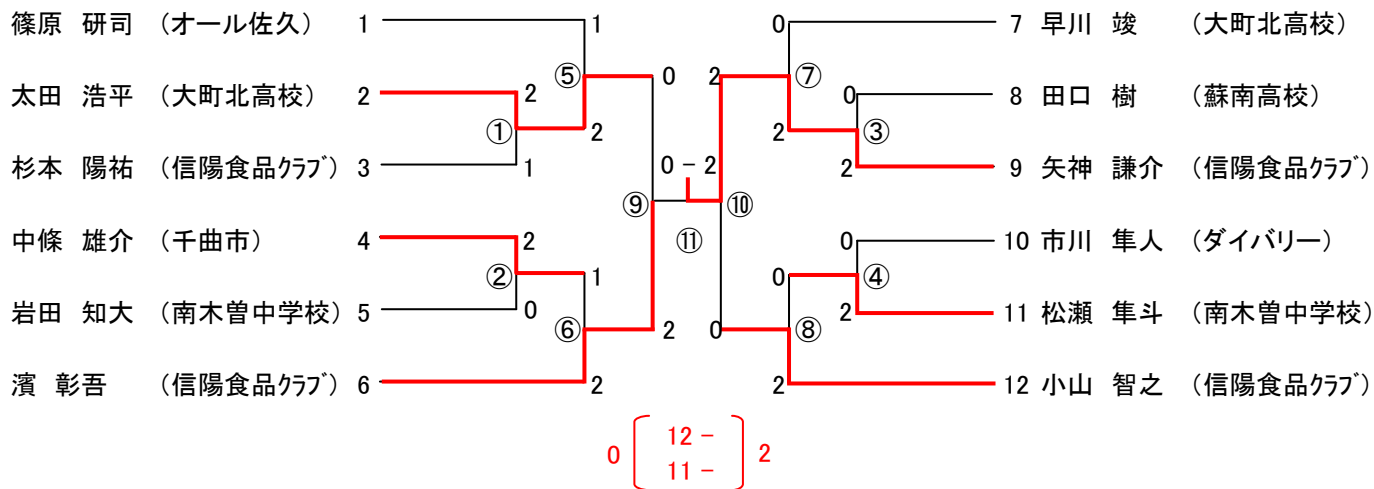 篠原 研司 (オール佐久) 1 1 0 7 早川 竣 (大町北高校)
⑤ 0 2 ⑦
太田 浩平 (大町北高校) 2 2 0 8 田口 樹 (蘇南高校)
① 2 2 ③
杉本 陽祐 (信陽食品クラブ) 3 1 0 - 2 2 9 矢神 謙介 (信陽食品クラブ)
⑨ ⑩
中條 雄介 (千曲市) 4 2 ⑪ 0 10 市川 隼人 (ダイバリー)
② 1 0 ④
岩田 知大 (南木曽中学校) 5 0 2 11 松瀬 隼斗 (南木曽中学校)
⑥ 2 0 ⑧
濱 彰吾 (信陽食品クラブ) 6 2 2 12 小山 智之 (信陽食品クラブ)
12 -
0 2
11 -